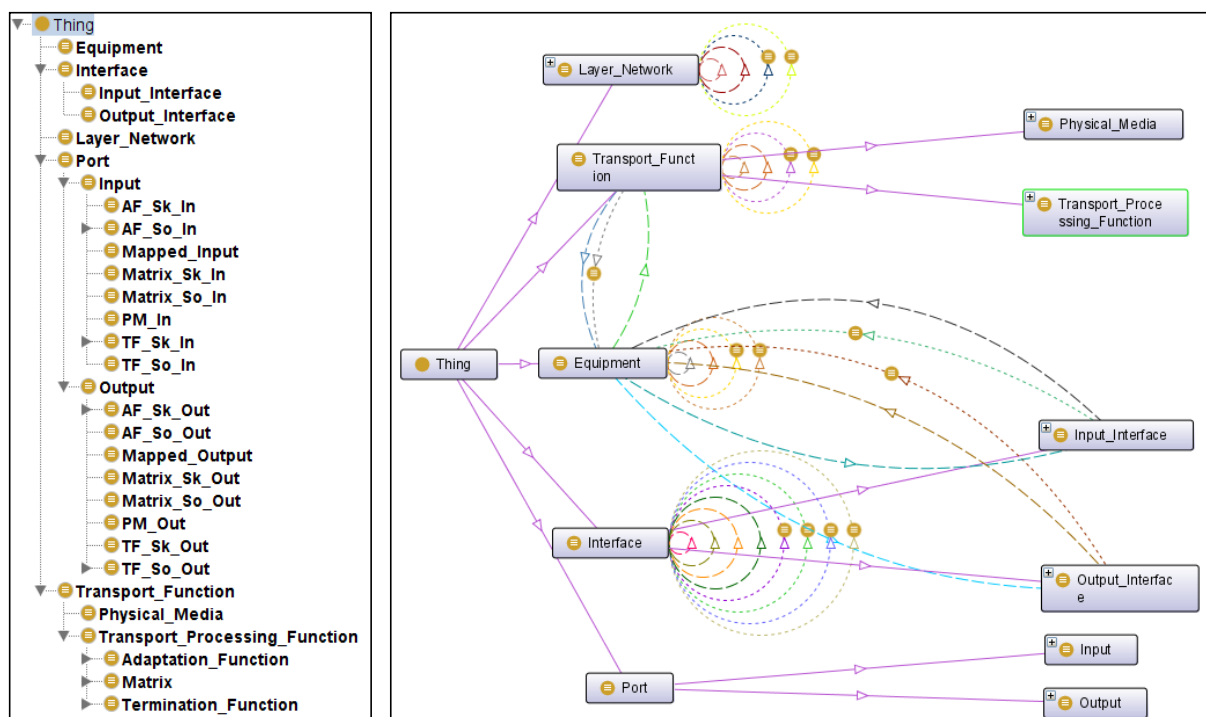 Thing
Equipment
Interface
Input_Interface
Output_Interface
Layer_Network
Port
Input
AF_Sk_In
AF_So_In
Mapped_Input
Matrix_Sk_In
Matrix_So_In
PM_In
TF_Sk_In
TF_So_In
Output
AF_Sk_Out
AF_So_Out
Mapped_Output
Matrix_Sk_Out
Matrix_So_Out
PM_Out
TF_Sk_Out
TF_So_Out
Transport_Function
Physical_Media
Transport_Processing_Function
Adaptation_Function
Matrix
Termination_Function
Layer_Network
Physical_Media
Transport_Funct
ion
Transport_Proce
ssing_Function
Thing
Equipment
Input_Interface
Interface
Output_Interfac
e
Input
Port
Output